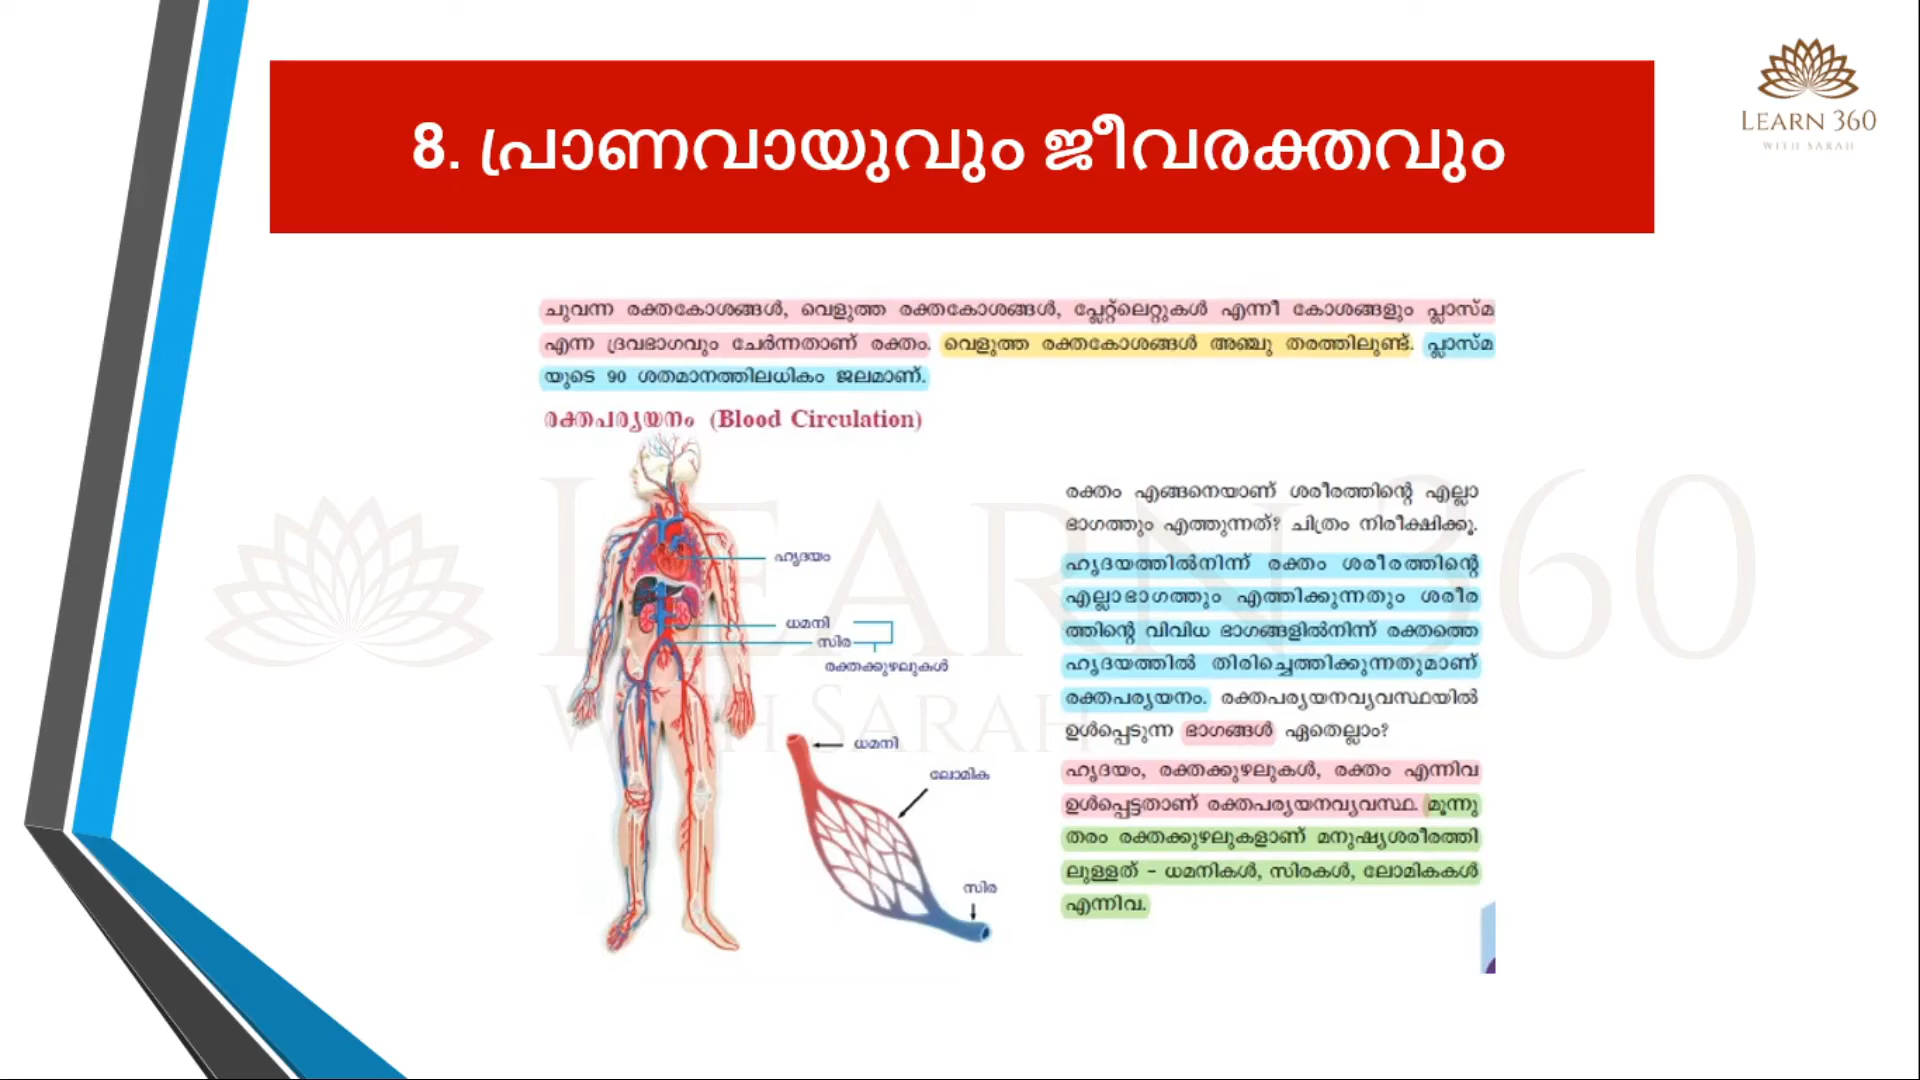 8. പ്രാണവായുവും ജീവരക്തവും
LEARN 360
WITH SARAH
ചുവന്ന രക്തകോശങ്ങൾ, വെളുത്ത രക്തകോശങ്ങൾ, പ്ലേറ്റ്‌ലെറ്റുകൾ എന്നീ കോശങ്ങളും പ്ലാസ്മ
എന്ന ദ്രവഭാഗവും ചേർന്നതാണ് രക്തം. വെളുത്ത രക്തകോശങ്ങൾ അഞ്ചു തരത്തിലുണ്ട്. പ്ലാസ്മ
യുടെ 90 ശതമാനത്തിലധികം ജലമാണ്.
രക്തപര്യയനം (Blood Circulation)
ഹൃദയം
ധമനി
സിര
രക്തക്കുഴലുകൾ
ധമനി
ലോമിക
സിര
രക്തം എങ്ങനെയാണ് ശരീരത്തിന്റെ എല്ലാ
ഭാഗത്തും എത്തുന്നത്? ചിത്രം നിരീക്ഷിക്കൂ.
ഹൃദയത്തിൽനിന്ന് രക്തം ശരീരത്തിന്റെ
എല്ലാഭാഗത്തും എത്തിക്കുന്നതും ശരീര
ത്തിന്റെ വിവിധ ഭാഗങ്ങളിൽനിന്ന് രക്തത്തെ
ഹൃദയത്തിൽ തിരിച്ചെത്തിക്കുന്നതുമാണ്
രക്തപര്യയനം. രക്തപര്യയനവ്യവസ്ഥയിൽ
ഉൾപ്പെടുന്ന ഭാഗങ്ങൾ ഏതെല്ലാം?
ഹൃദയം, രക്തക്കുഴലുകൾ, രക്തം എന്നിവ
ഉൾപ്പെട്ടതാണ് രക്തപര്യയനവ്യവസ്ഥ. മൂന്നു
തരം രക്തക്കുഴലുകളാണ് മനുഷ്യശരീരത്തി
ലുള്ളത് - ധമനികൾ, സിരകൾ, ലോമികകൾ
എന്നിവ.
LEARN 360
WITH SARAH